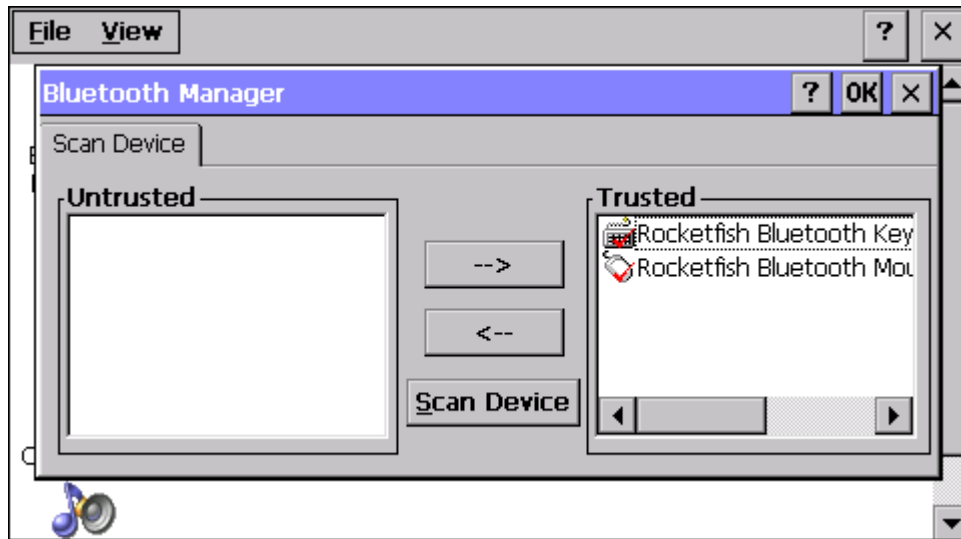 File View ? ×
Bluetooth Manager ? OK ×
Scan Device
Untrusted
Trusted
Rocketfish Bluetooth Key
Rocketfish Bluetooth Mou
-->
<--
Scan Device